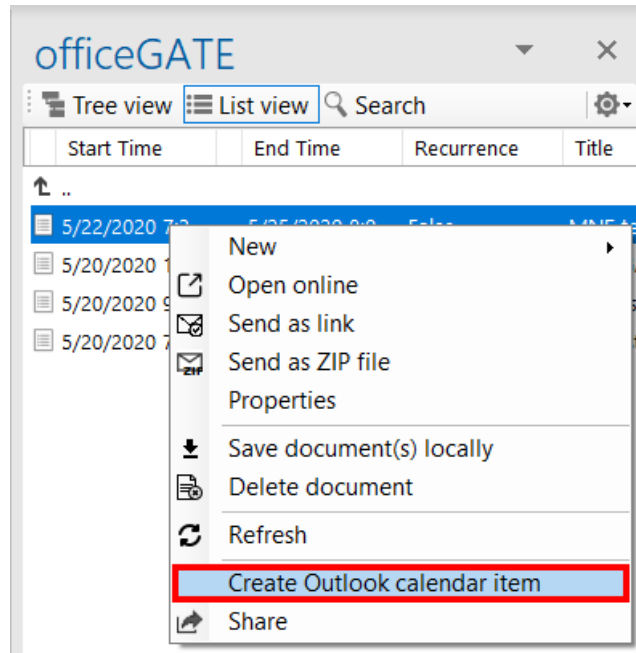 officeGATE
Tree view List view Search
Start Time End Time Recurrence Title
..
5/22/2020
5/20/2020
5/20/2020
5/20/2020
New
Open online
Send as link
ZIP
Send as ZIP file
Properties
Save document(s) locally
Delete document
Refresh
Create Outlook calendar item
Share